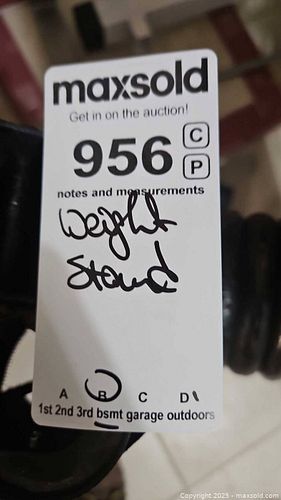 maxsold
Get in on the auction!
956 C
P
notes and measurements
Weight
Stand
A B C D
1st 2nd 3rd bsmt garage outdoors
Copyright 2023 - maxsold.com